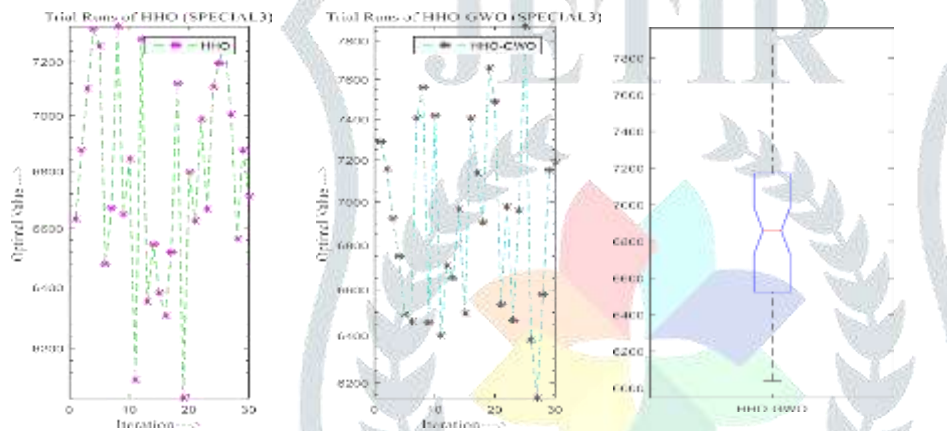 Trial Runs of HHO (SPECIAL3)
HHO
7200
7000
6800
6600
6400
6200
Optimal Value--->
0 10 20 30
Iteration--->
Trial Runs of HHO-GWO (SPECIAL3)
HHO-GWO
7800
7600
7400
7200
7000
6800
6600
6400
6200
Optimal Value--->
0 10 20 30
Iteration--->
7800
7600
7400
7200
7000
6800
6600
6400
6200
6000
HHO-GWO
JETIR